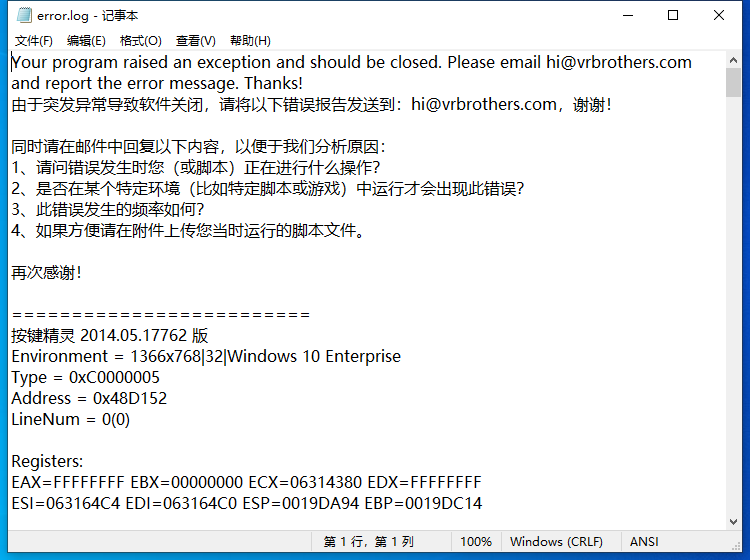 error.log - 记事本
文件(F) 编辑(E) 格式(O) 查看(V) 帮助(H)
Your program raised an exception and should be closed. Please email hi@vrbrothers.com
and report the error message. Thanks!
由于突发异常导致软件关闭，请将以下错误报告发送到：hi@vrbrothers.com，谢谢！
同时请在邮件中回复以下内容，以便于我们分析原因：
1、请问错误发生时您（或脚本）正在进行什么操作？
2、是否在某个特定环境（比如特定脚本或游戏）中运行才会出现此错误？
3、此错误发生的频率如何？
4、如果方便请在附件上传您当时运行的脚本文件。
再次感谢！
=========================
按键精灵 2014.05.17762 版
Environment = 1366x768|32|Windows 10 Enterprise
Type = 0xC0000005
Address = 0x48D152
LineNum = 0(0)
Registers:
EAX=FFFFFFFF EBX=00000000 ECX=06314380 EDX=FFFFFFFF
ESI=063164C4 EDI=063164C0 ESP=0019DA94 EBP=0019DC14
第 1 行，第 1 列 100% Windows (CRLF) ANSI